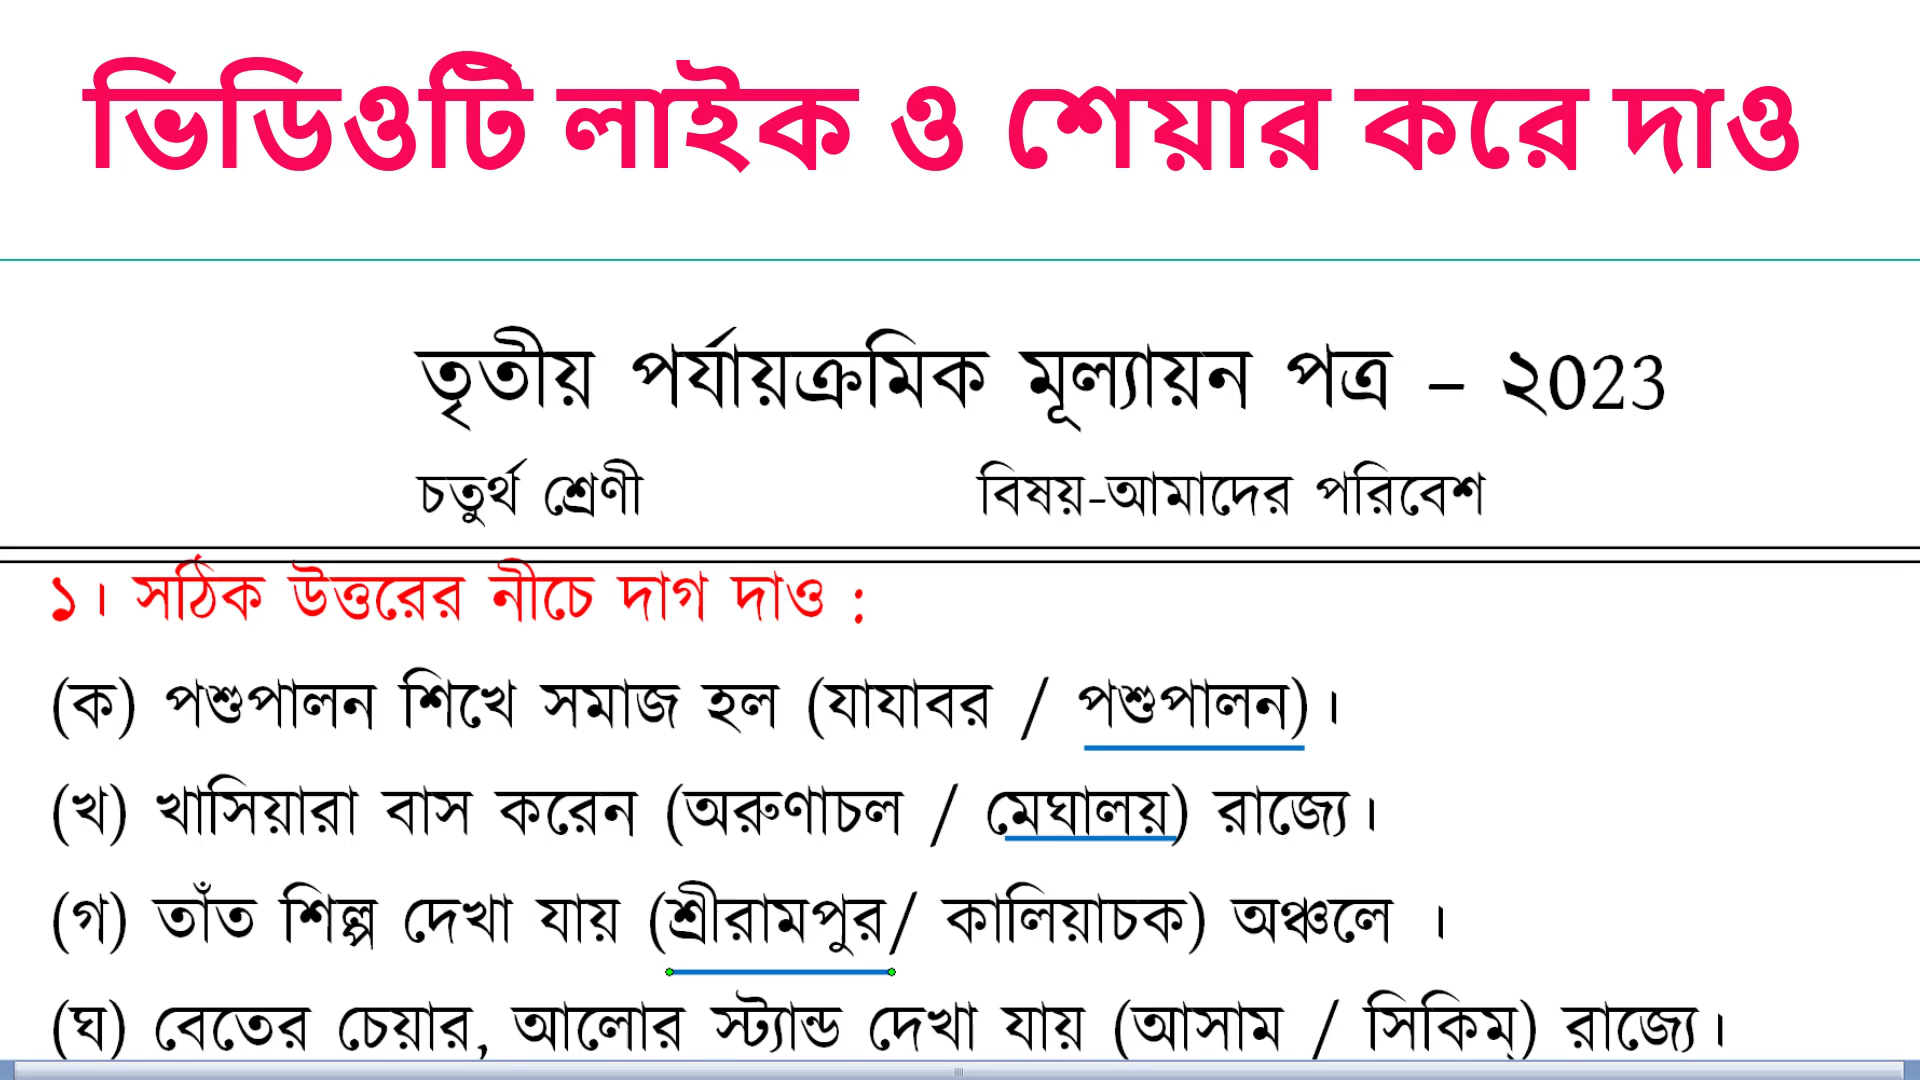 ভিডিওটি লাইক ও শেয়ার করে দাও
তৃতীয় পর্যায়ক্রমিক মূল্যায়ন পত্র – ২023
চতুর্থ শ্রেণী বিষয়-আমাদের পরিবেশ
১। সঠিক উত্তরের নীচে দাগ দাও :
(ক) পশুপালন শিখে সমাজ হল (যাযাবর / পশুপালন)।
(খ) খাসিয়ারা বাস করেন (অরুণাচল / মেঘালয়) রাজ্যে।
(গ) তাঁত শিল্প দেখা যায় (শ্রীরামপুর/ কালিয়াচক) অঞ্চলে ।
(ঘ) বেতের চেয়ার, আলোর স্ট্যান্ড দেখা যায় (আসাম / সিকিম) রাজ্যে।